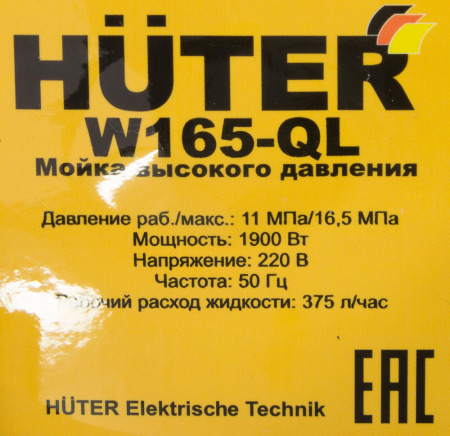 HÜTER
W165-QL
Мойка высокого давления
Давление раб./макс.: 11 МПа/16,5 МПа
Мощность: 1900 Вт
Напряжение: 220 В
Частота: 50 Гц
Рабочий расход жидкости: 375 л/час
HÜTER Elektrische Technik
EAC